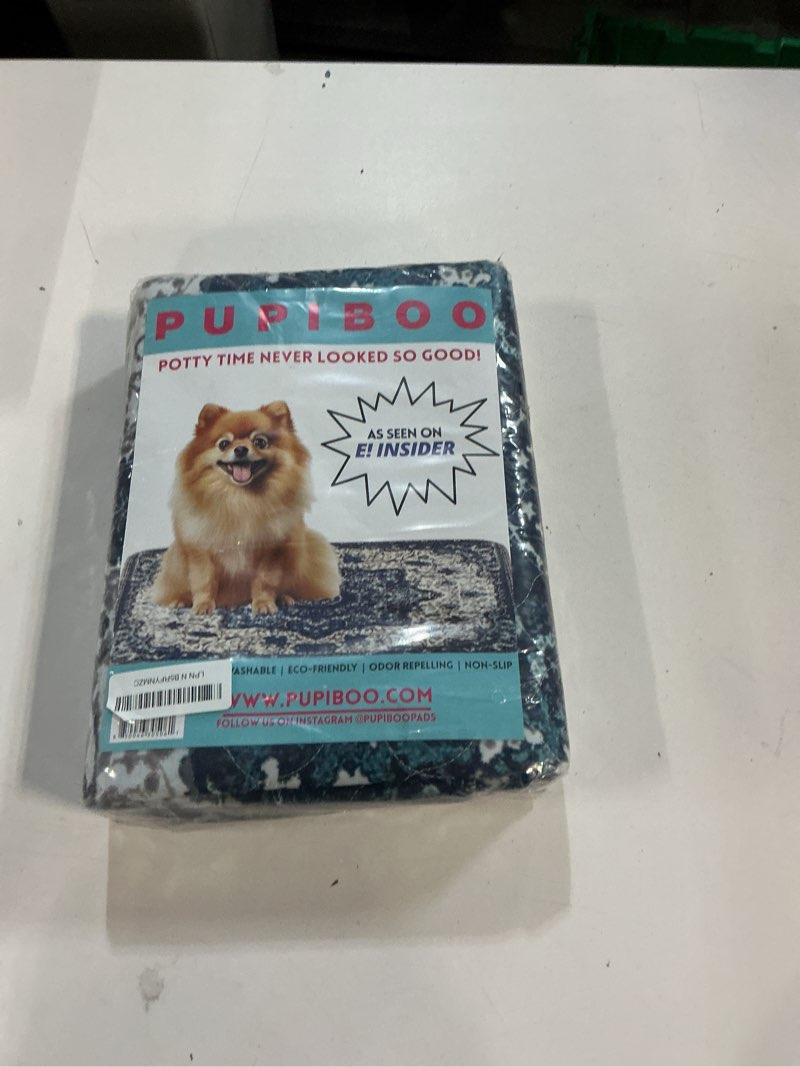 PUPIBOO
POTTY TIME NEVER LOOKED SO GOOD!
AS SEEN ON
E! INSIDER
| ECO-FRIENDLY | ODOR REPELLING | NON-SLIP
WWW.PUPIBOO.COM
FOLLOW US ON INSTAGRAM @PUPIBOOPADS